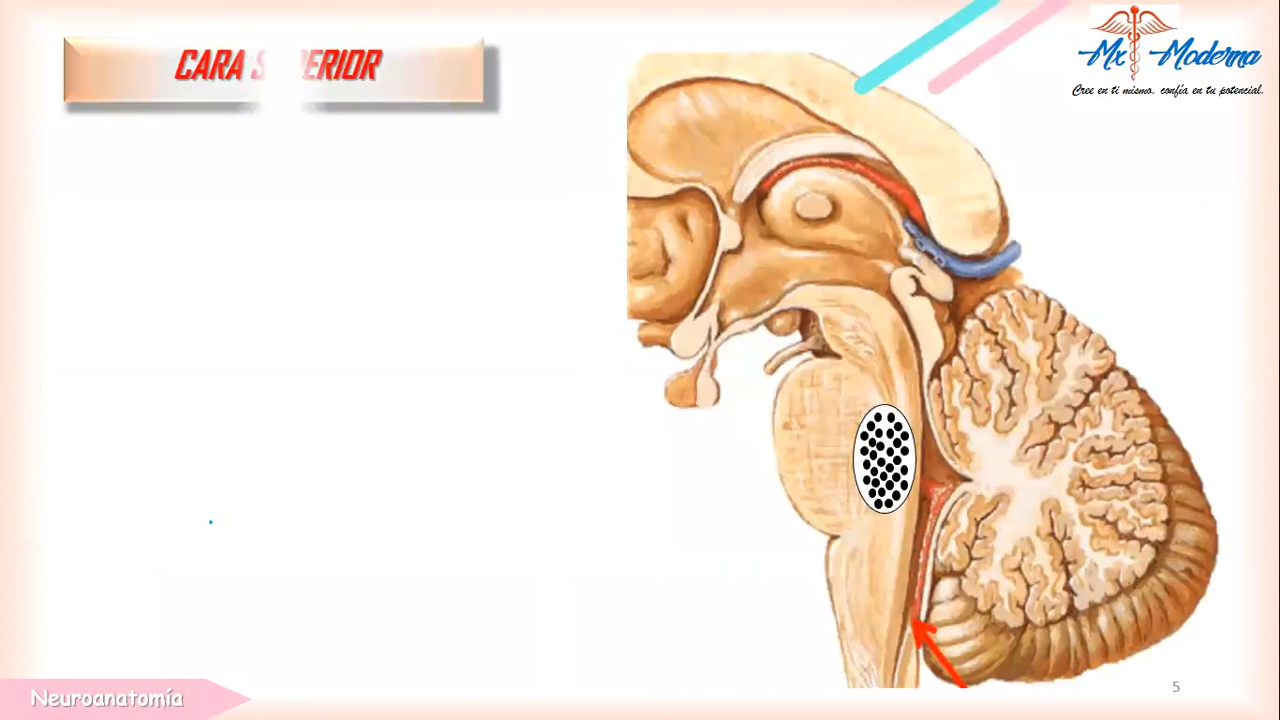 CARA S ERIOR
Mx Moderna
Cree en ti mismo, confía en tu potencial.
Neuroanatomía
5